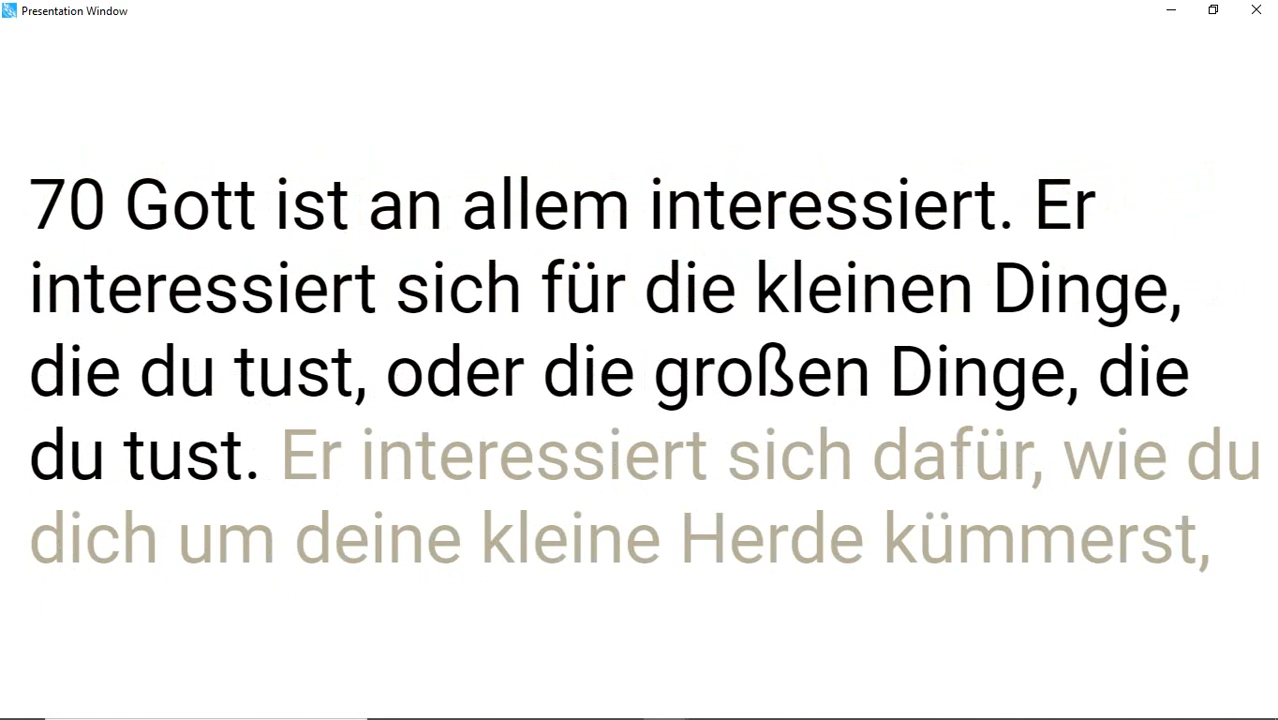 Presentation Window
70 Gott ist an allem interessiert. Er
interessiert sich für die kleinen Dinge,
die du tust, oder die großen Dinge, die
du tust. Er interessiert sich dafür, wie du
dich um deine kleine Herde kümmerst,